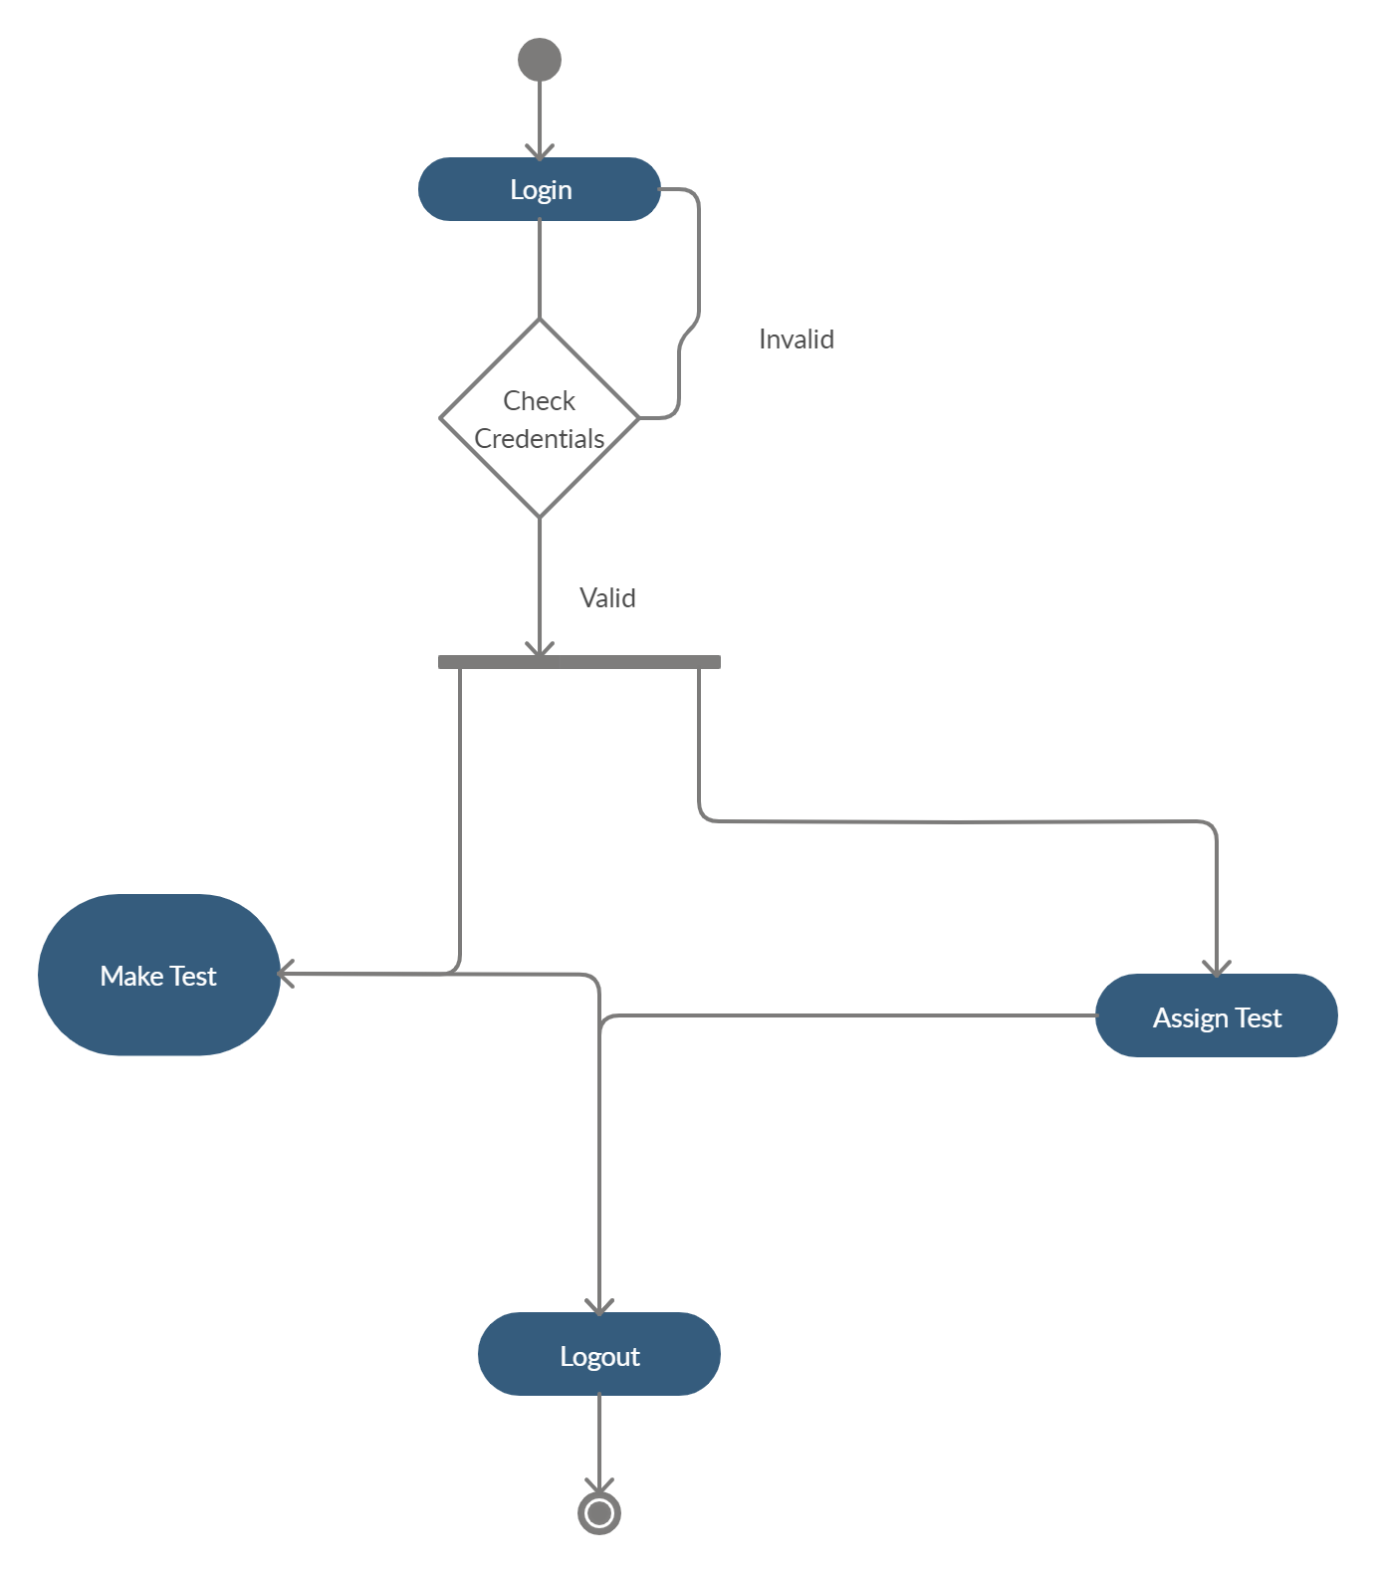 Login
Invalid
Check
Credentials
Valid
Make Test
Assign Test
Logout